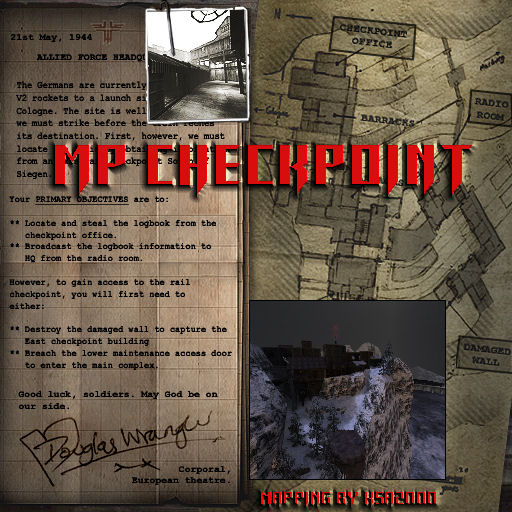 21st May, 1944
ALLIED FORCE HEADQU
The Germans are currently
V2 rockets to a launch si
Cologne. The site is well
we must strike before the
its destination. First, however, we must
locate
from an
Siegen.
MP CHECKPOINT
Your PRIMARY OBJECTIVES are to:
** Locate and steal the logbook from the
checkpoint office.
** Broadcast the logbook information to
HQ from the radio room.
However, to gain access to the rail
checkpoint, you will first need to
either:
** Destroy the damaged wall to capture the
East checkpoint building
** Breach the lower maintenance access door
to enter the main complex.
Good luck, soldiers. May God be on
our side.
Douglas Wrangler
Corporal,
European theatre.
N
CHECKPOINT
OFFICE
Marburg
RADIO
ROOM
Cologne
BARRACKS
DAMAGED
WALL
MAPPING BY KSA2000